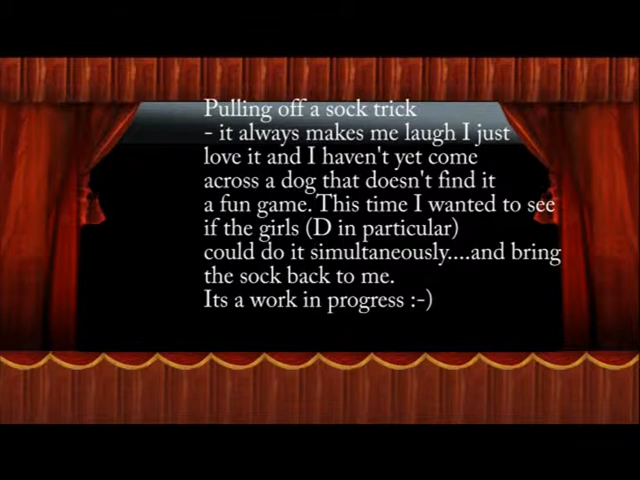 Pulling off a sock trick
- it always makes me laugh I just
love it and I haven't yet come
across a dog that doesn't find it
a fun game. This time I wanted to see
if the girls (D in particular)
could do it simultaneously....and bring
the sock back to me.
Its a work in progress :-)